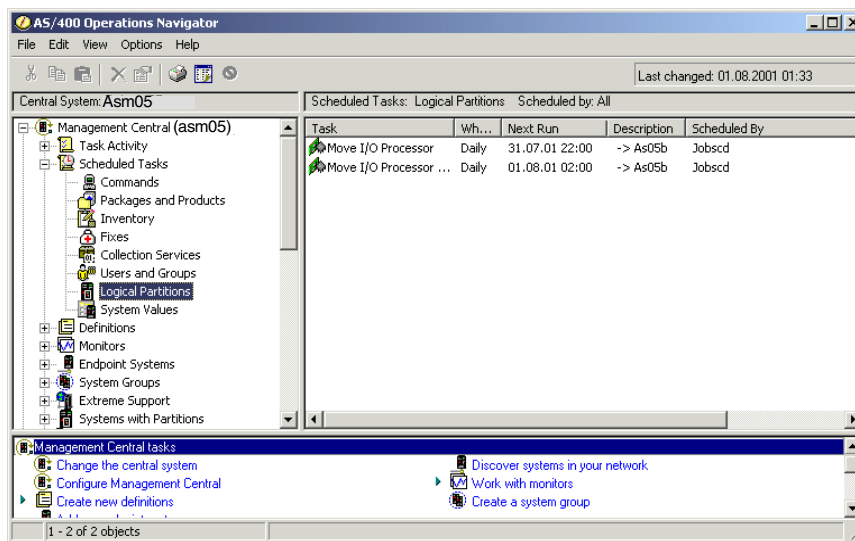 AS/400 Operations Navigator
File Edit View Options Help
Last changed: 01.08.2001 01:33
Central System: Asm05
Scheduled Tasks: Logical Partitions Scheduled by: All
Management Central (asm05)
Task Activity
Scheduled Tasks
Commands
Packages and Products
Inventory
Fixes
Collection Services
Users and Groups
Logical Partitions
System Values
Definitions
Monitors
Endpoint Systems
System Groups
Extreme Support
Systems with Partitions
Task Wh... Next Run Description Scheduled By
Move I/O Processor Daily 31.07.01 22:00 -> As05b Jobscd
Move I/O Processor ... Daily 01.08.01 02:00 -> As05b Jobscd
Management Central tasks
Change the central system
Configure Management Central
Create new definitions
Discover systems in your network
Work with monitors
Create a system group
1 - 2 of 2 objects